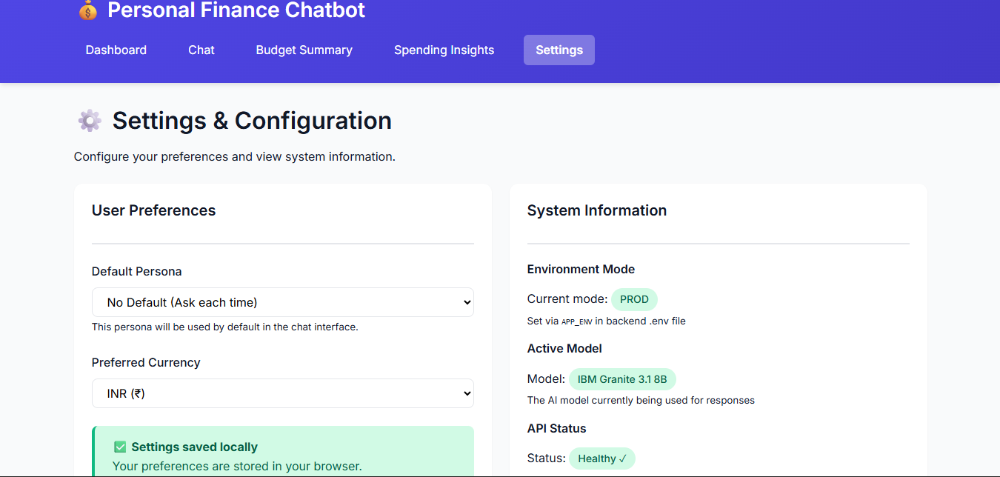 Personal Finance Chatbot
Dashboard Chat Budget Summary Spending Insights Settings
Settings & Configuration
Configure your preferences and view system information.
User Preferences
Default Persona
No Default (Ask each time)
This persona will be used by default in the chat interface.
Preferred Currency
INR (₹)
✅ Settings saved locally
Your preferences are stored in your browser.
System Information
Environment Mode
Current mode: PROD
Set via APP_ENV in backend .env file
Active Model
Model: IBM Granite 3.1 8B
The AI model currently being used for responses
API Status
Status: Healthy ✓